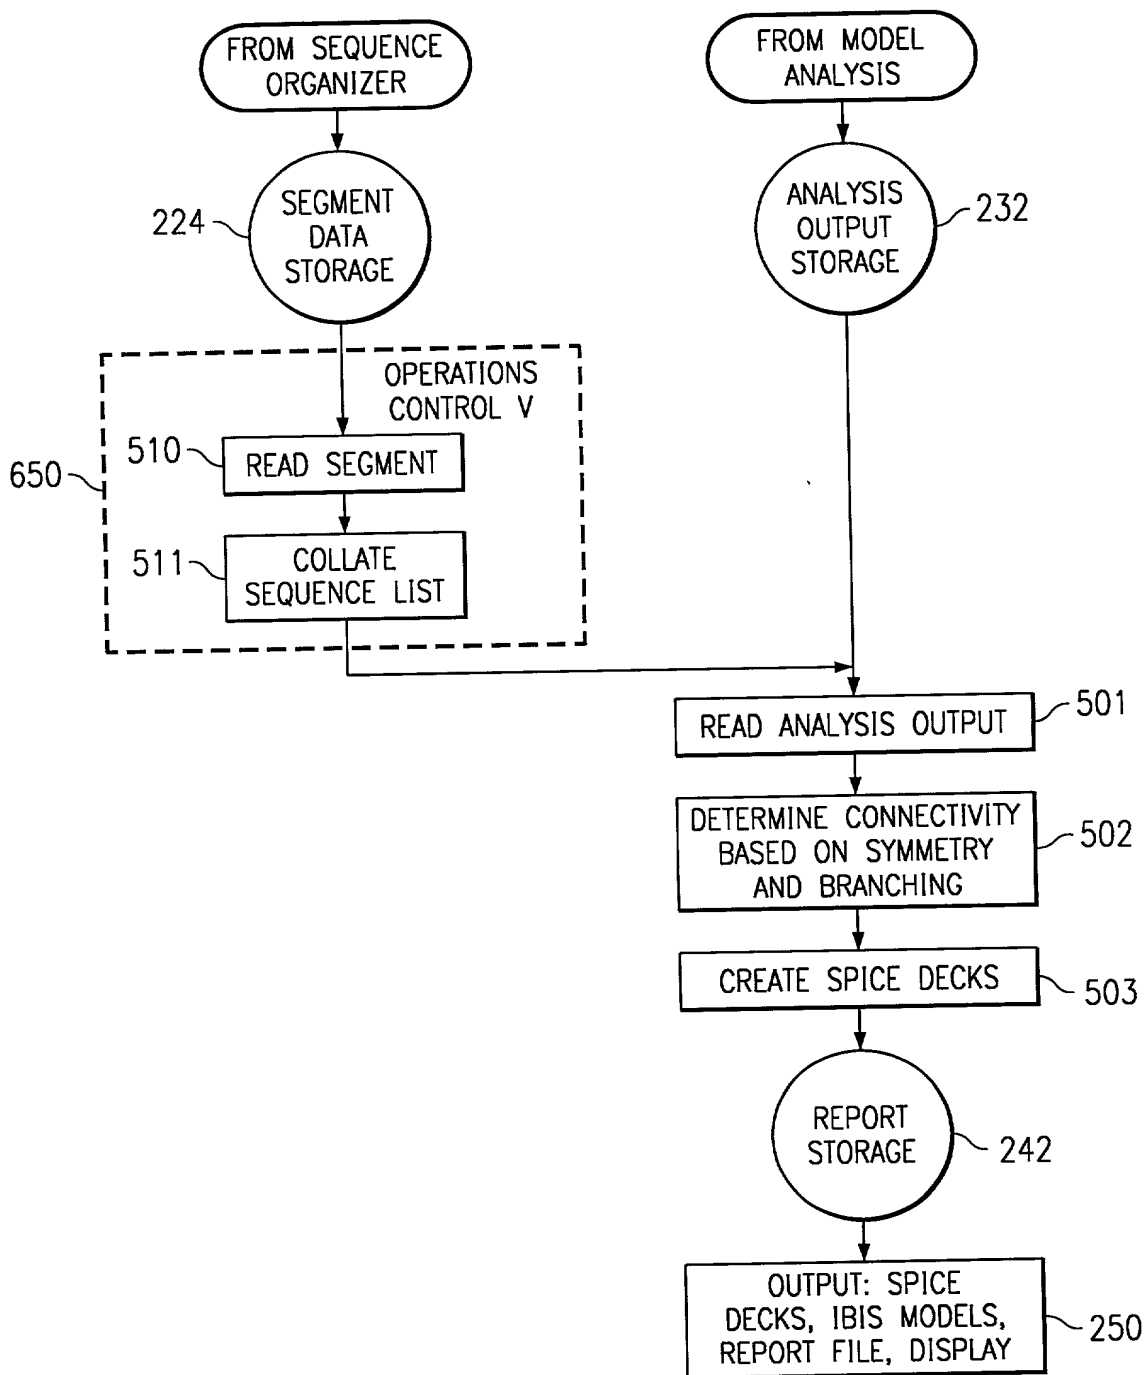 FROM SEQUENCE
ORGANIZER
FROM MODEL
ANALYSIS
224
SEGMENT
DATA
STORAGE
ANALYSIS
OUTPUT
STORAGE
232
OPERATIONS
CONTROL V
650
510
READ SEGMENT
511
COLLATE
SEQUENCE LIST
READ ANALYSIS OUTPUT
501
DETERMINE CONNECTIVITY
BASED ON SYMMETRY
AND BRANCHING
502
CREATE SPICE DECKS
503
REPORT
STORAGE
242
OUTPUT: SPICE
DECKS, IBIS MODELS,
REPORT FILE, DISPLAY
250